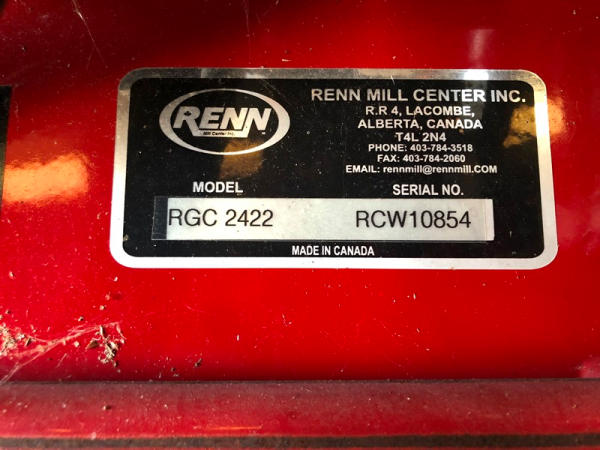 RENN
Mill Center Inc.
RENN MILL CENTER INC.
R.R 4, LACOMBE,
ALBERTA, CANADA
T4L 2N4
PHONE: 403-784-3518
FAX: 403-784-2060
EMAIL: rennmill@rennmill.com
MODEL SERIAL NO.
RGC 2422 RCW10854
MADE IN CANADA